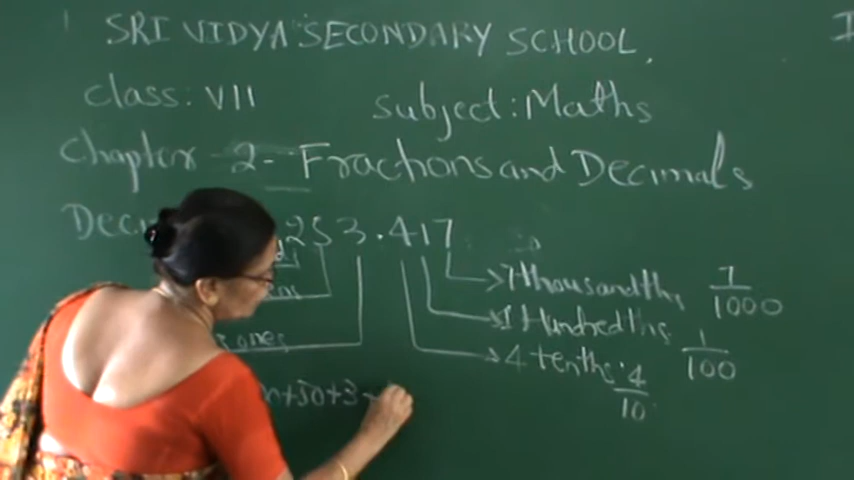 SRI VIDYA SECONDARY SCHOOL.
Class: VII
Subject: Maths
Chapter 2- Fractions and Decimals
253.417
7 thousandths 7/1000
1 Hundredths 1/100
4 tenths. 4/10
ones
+50+3